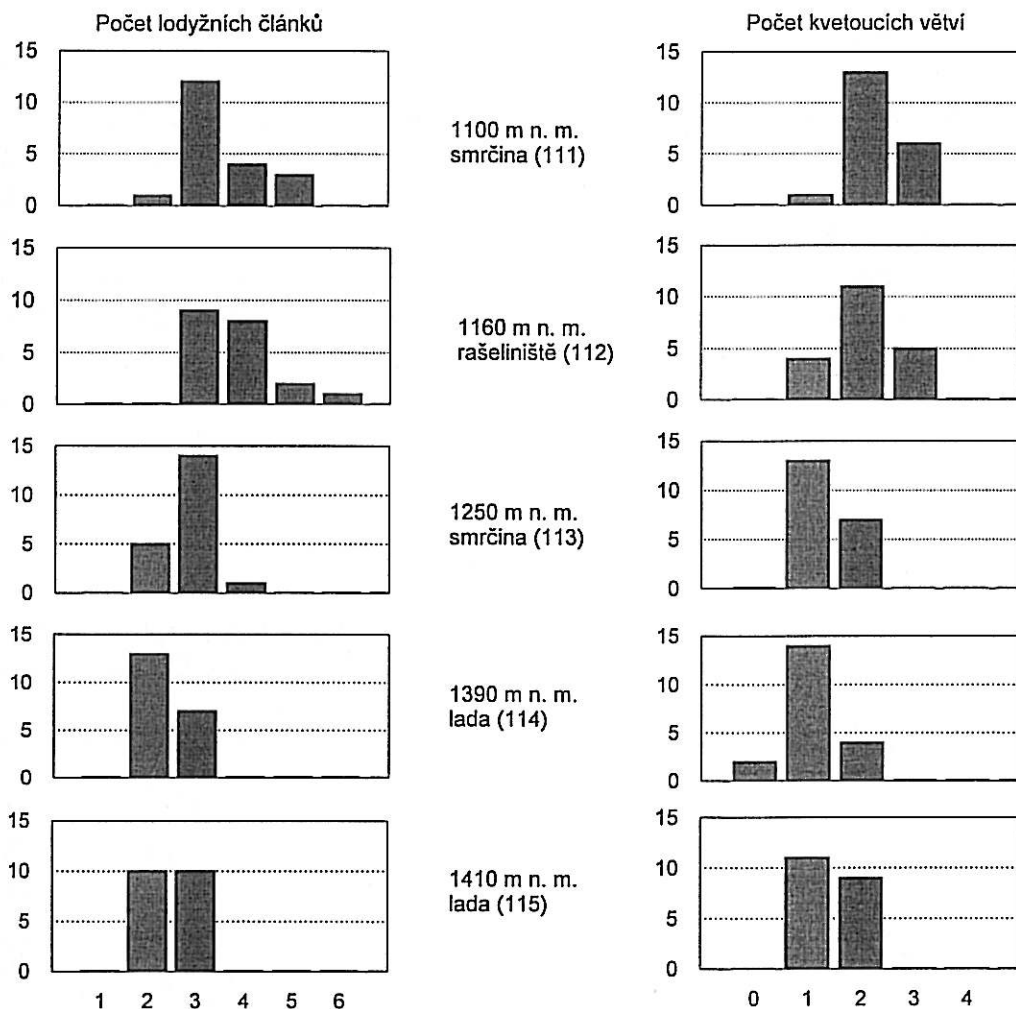 Počet lodyžních článků
Počet kvetoucích větví
15
10
5
0
1100 m n. m.
smrčina (111)
15
10
5
0
15
10
5
0
1160 m n. m.
rašeliniště (112)
15
10
5
0
15
10
5
0
1250 m n. m.
smrčina (113)
15
10
5
0
15
10
5
0
1390 m n. m.
lada (114)
15
10
5
0
15
10
5
0
1410 m n. m.
lada (115)
15
10
5
0
1 2 3 4 5 6
0 1 2 3 4